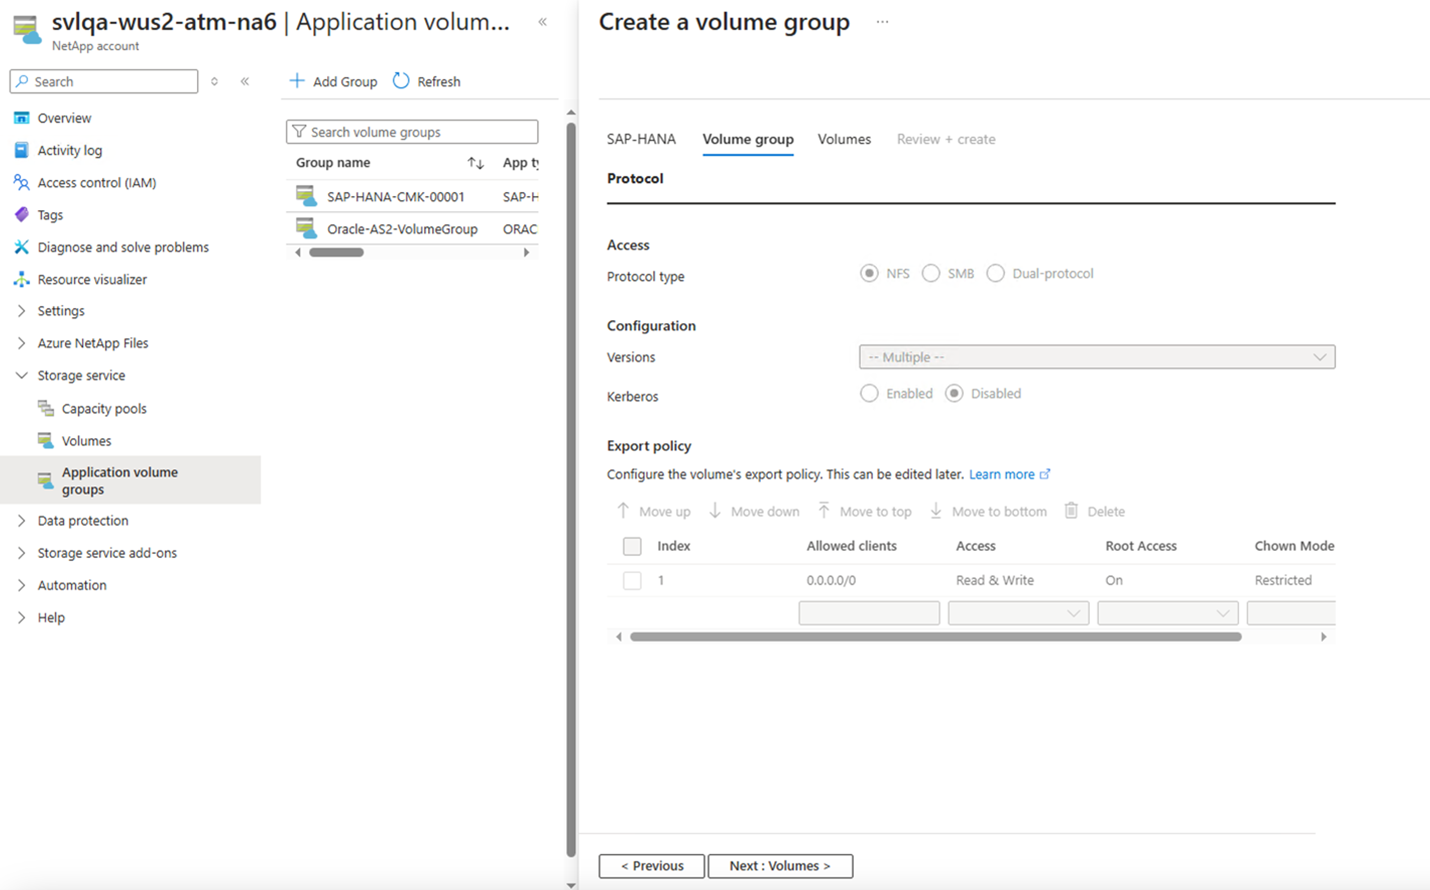 svlqa-wus2-atm-na6 | Application volum...
NetApp account
Search
Overview
Activity log
Access control (IAM)
Tags
Diagnose and solve problems
Resource visualizer
Settings
Azure NetApp Files
Storage service
Capacity pools
Volumes
Application volume
groups
Data protection
Storage service add-ons
Automation
Help
Add Group Refresh
Search volume groups
Group name App ty
SAP-HANA-CMK-00001 SAP-H
Oracle-AS2-VolumeGroup ORAC
Create a volume group ...
SAP-HANA Volume group Volumes Review + create
Protocol
Access
Protocol type NFS SMB Dual-protocol
Configuration
Versions -- Multiple --
Kerberos Enabled Disabled
Export policy
Configure the volume's export policy. This can be edited later. Learn more
Move up Move down Move to top Move to bottom Delete
Index Allowed clients Access Root Access Chown Mode
1 0.0.0.0/0 Read & Write On Restricted
< Previous Next : Volumes >